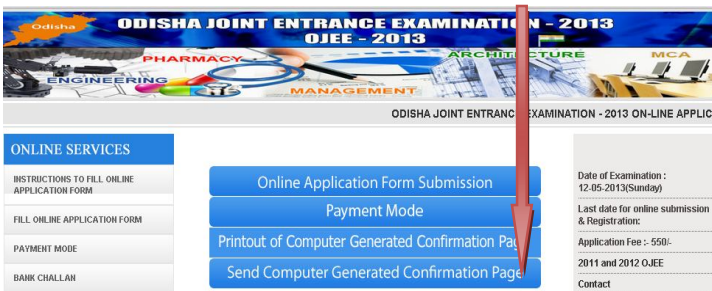 Odisha
ODISHA JOINT ENTRANCE EXAMINATION - 2013
OJEE - 2013
PHARMACY
ARCHITECTURE
MCA
ENGINEERING
MANAGEMENT
ODISHA JOINT ENTRANCE EXAMINATION - 2013 ON-LINE APPLIC
ONLINE SERVICES
INSTRUCTIONS TO FILL ONLINE
APPLICATION FORM
FILL ONLINE APPLICATION FORM
PAYMENT MODE
BANK CHALLAN
Online Application Form Submission
Payment Mode
Printout of Computer Generated Confirmation Page
Send Computer Generated Confirmation Page
Date of Examination :
12-05-2013(Sunday)
Last date for online submission
& Registration:
Application Fee :- 550/-
2011 and 2012 OJEE
Contact